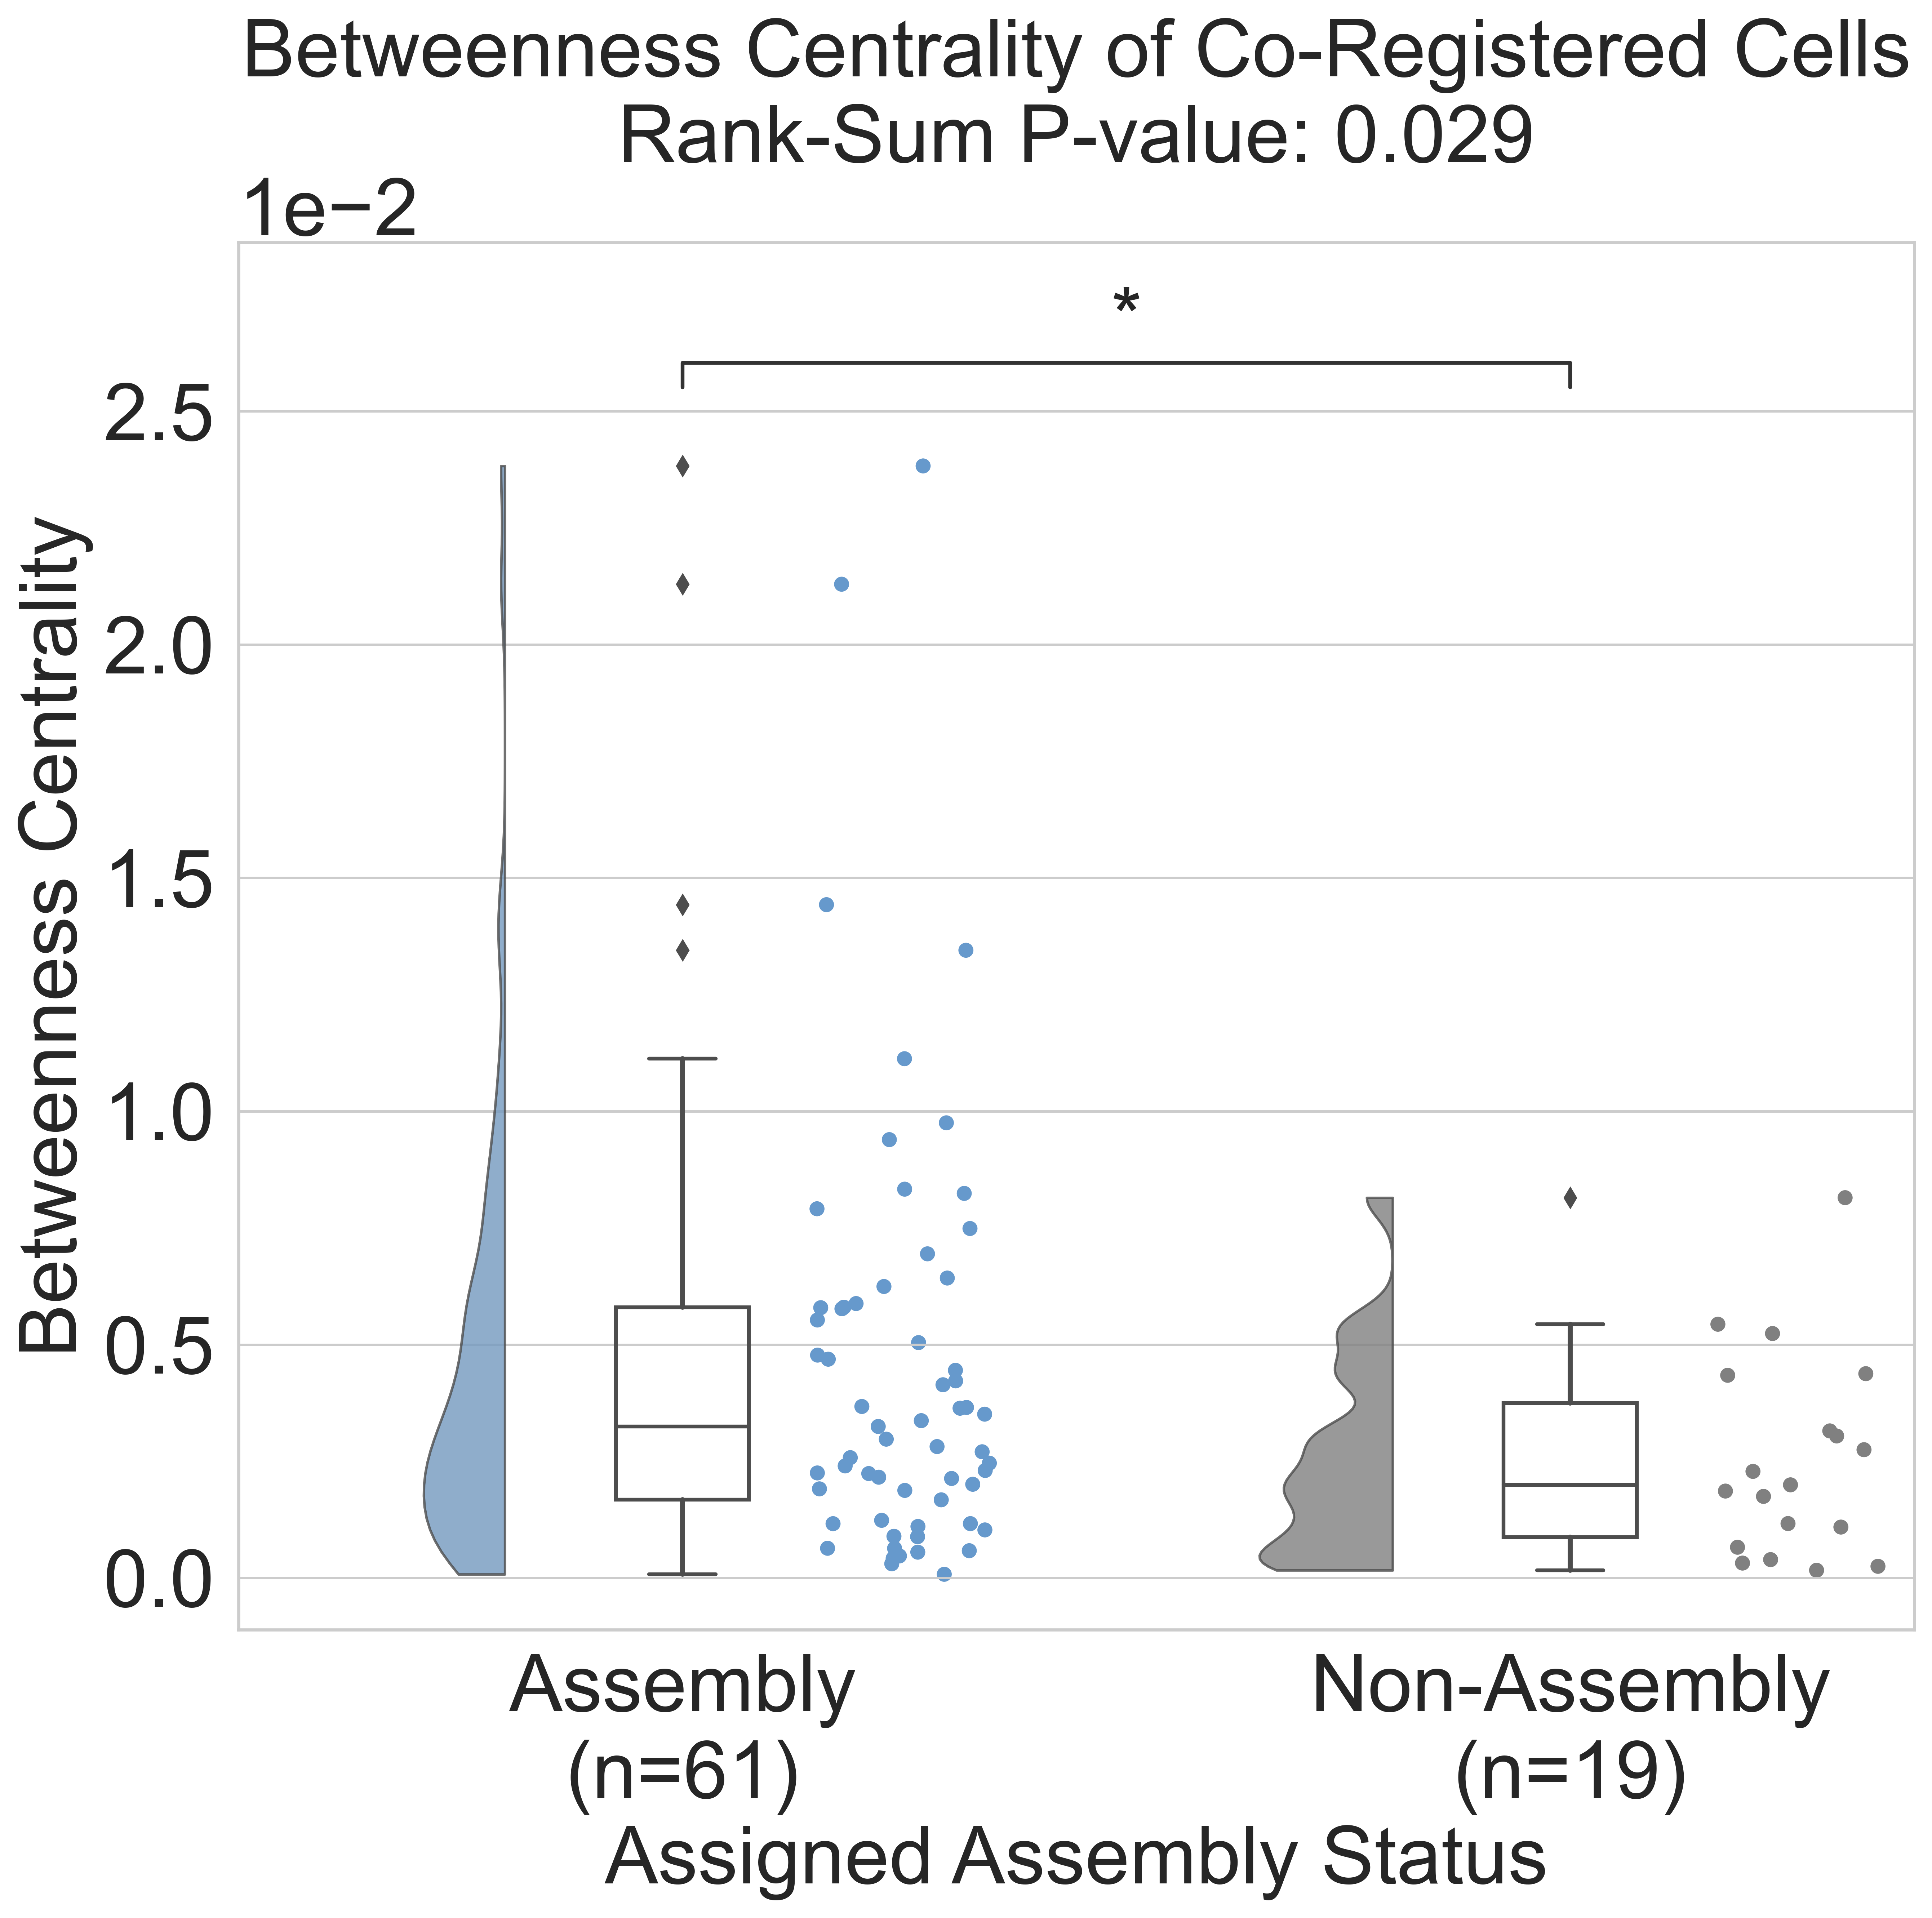 Betweenness Centrality of Co-Registered Cells
Rank-Sum P-value: 0.029
1e−2
*
2.5
2.0
1.5
1.0
0.5
0.0
Betweenness Centrality
Assembly
(n=61)
Non-Assembly
(n=19)
Assigned Assembly Status